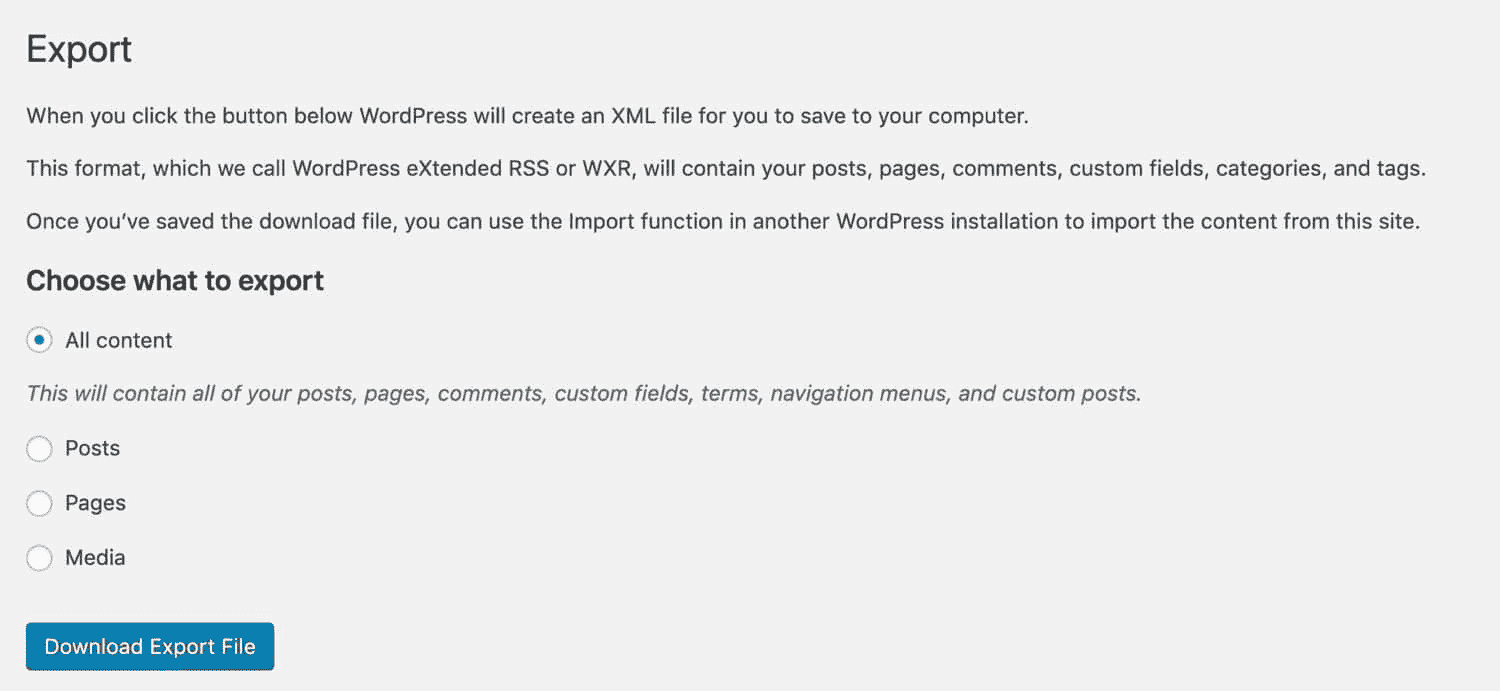 Export
When you click the button below WordPress will create an XML file for you to save to your computer.
This format, which we call WordPress eXtended RSS or WXR, will contain your posts, pages, comments, custom fields, categories, and tags.
Once you’ve saved the download file, you can use the Import function in another WordPress installation to import the content from this site.
Choose what to export
All content
This will contain all of your posts, pages, comments, custom fields, terms, navigation menus, and custom posts.
Posts
Pages
Media
Download Export File